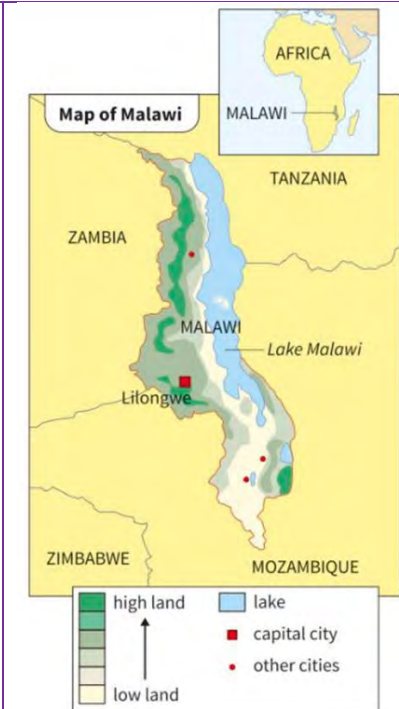 AFRICA
MALAWI
Map of Malawi
TANZANIA
ZAMBIA
MALAWI
Lake Malawi
Lilongwe
ZIMBABWE
MOZAMBIQUE
high land
low land
lake
capital city
other cities